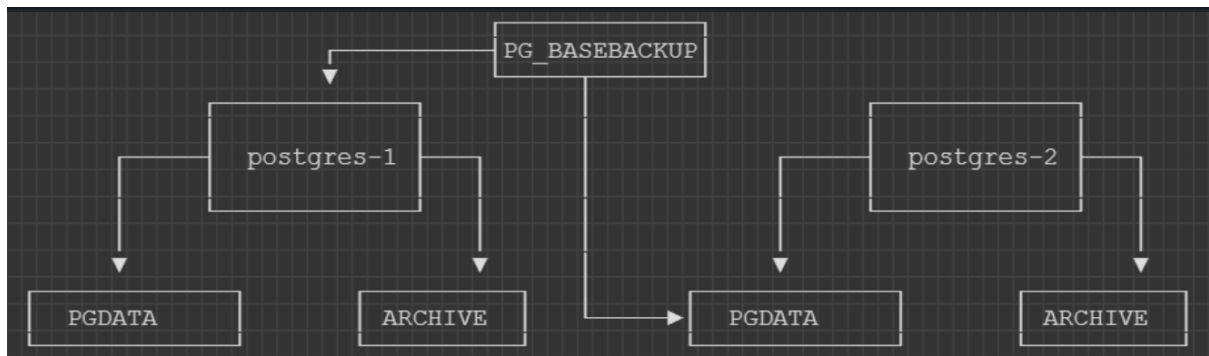 PG_BASEBACKUP
postgres-1
postgres-2
PGDATA
ARCHIVE
PGDATA
ARCHIVE